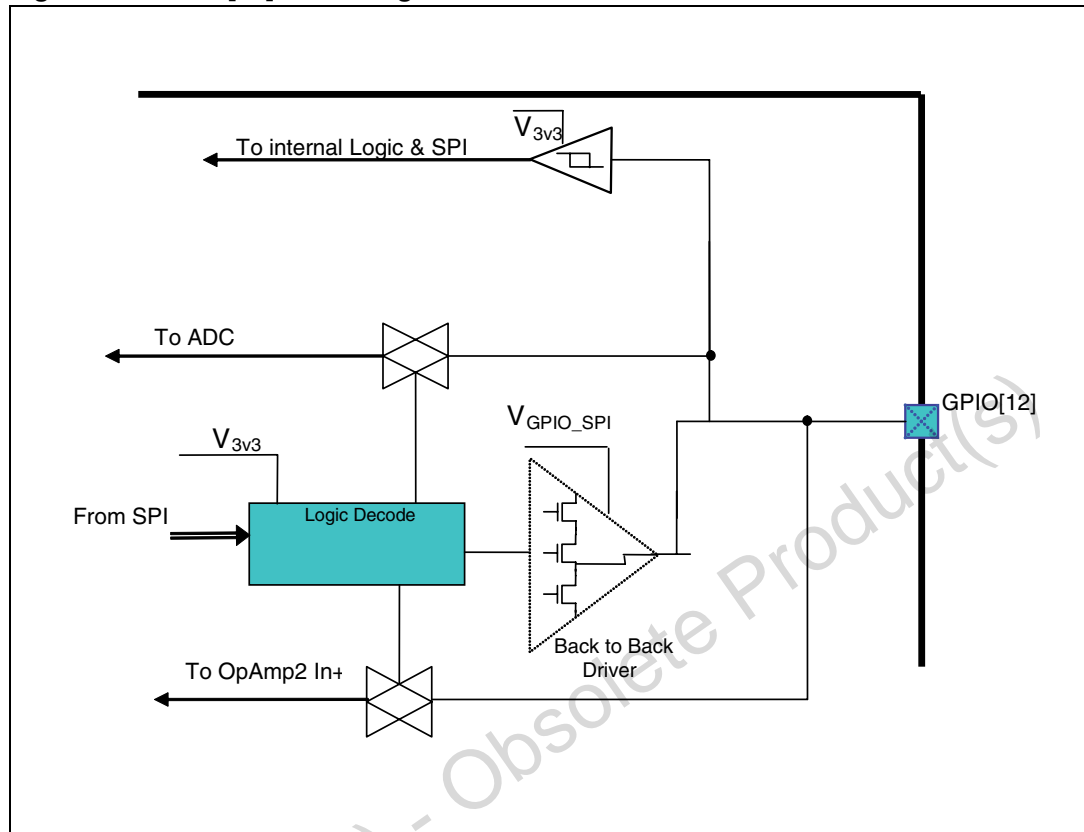 V3v3
To internal Logic & SPI
To ADC
GPIO[12]
VGPIO_SPI
V3v3
From SPI
Logic Decode
Back to Back
Driver
To OpAmp2 In+
) - Obsolete Product(s)